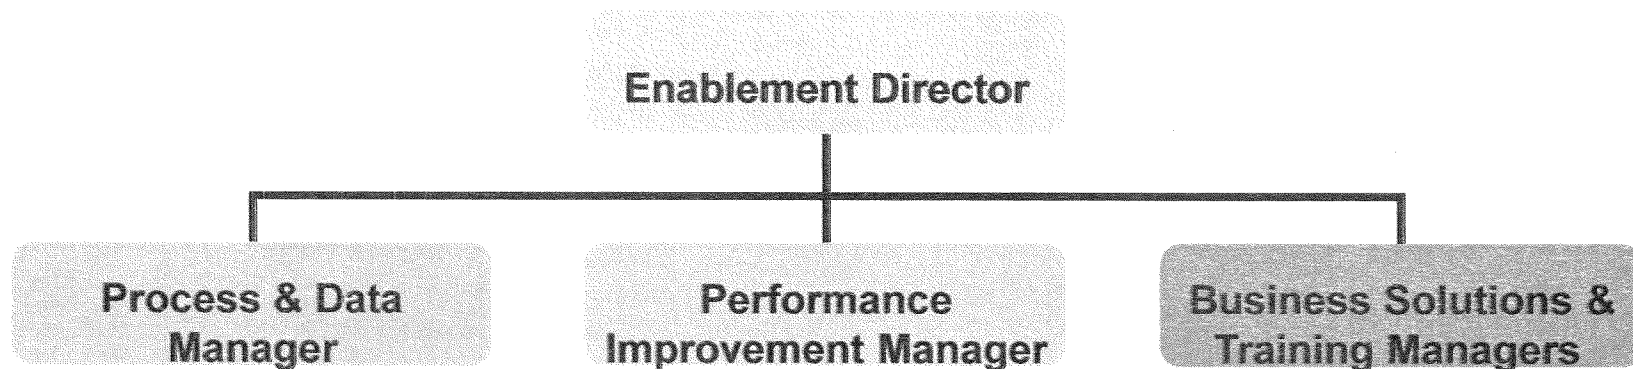 Enablement Director
Process & Data
Manager
Performance
Improvement Manager
Business Solutions &
Training Managers